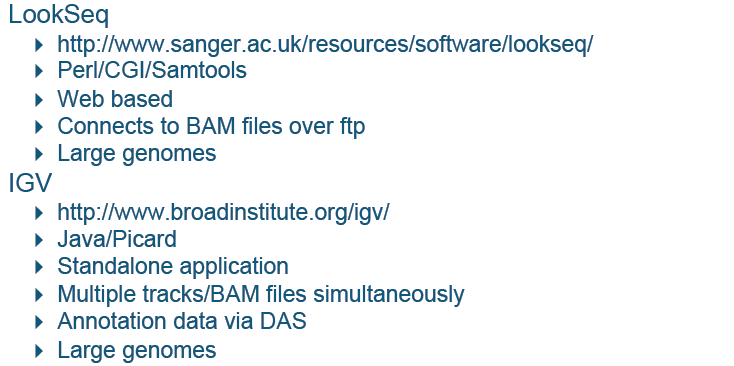 LookSeq
http://www.sanger.ac.uk/resources/software/lookseq/
Perl/CGI/Samtools
Web based
Connects to BAM files over ftp
Large genomes
IGV
http://www.broadinstitute.org/igv/
Java/Picard
Standalone application
Multiple tracks/BAM files simultaneously
Annotation data via DAS
Large genomes